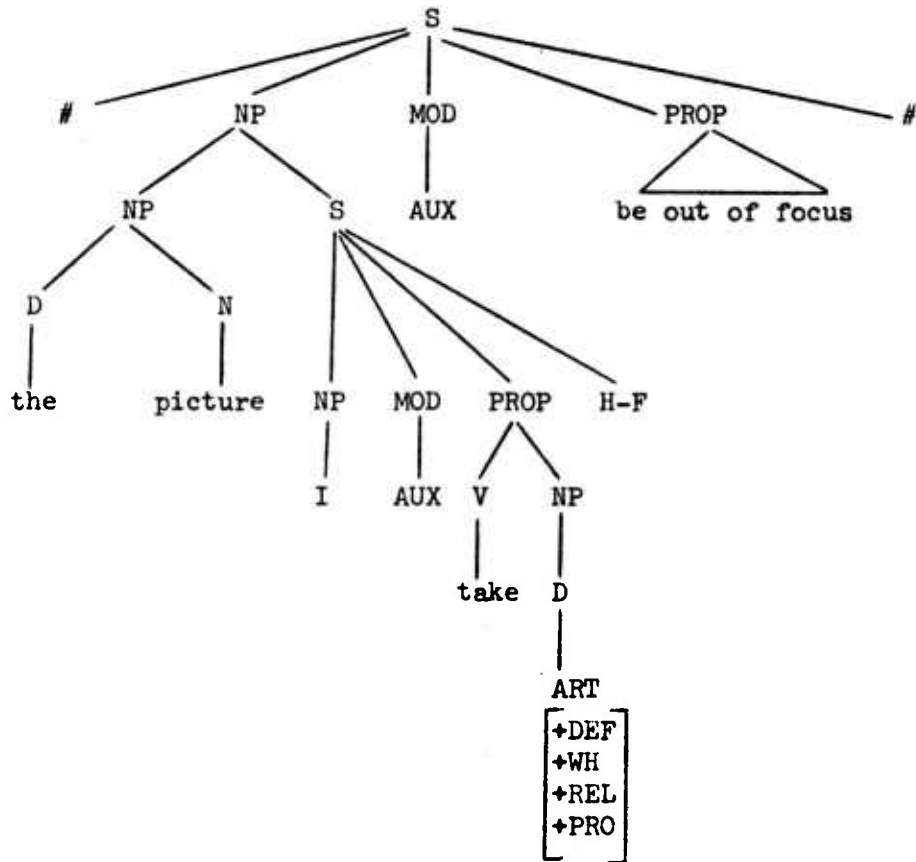 S
# NP MOD PROP #
NP S AUX be out of focus
D N
the picture NP MOD PROP H-F
I AUX V NP
take D
ART
+DEF
+WH
+REL
+PRO